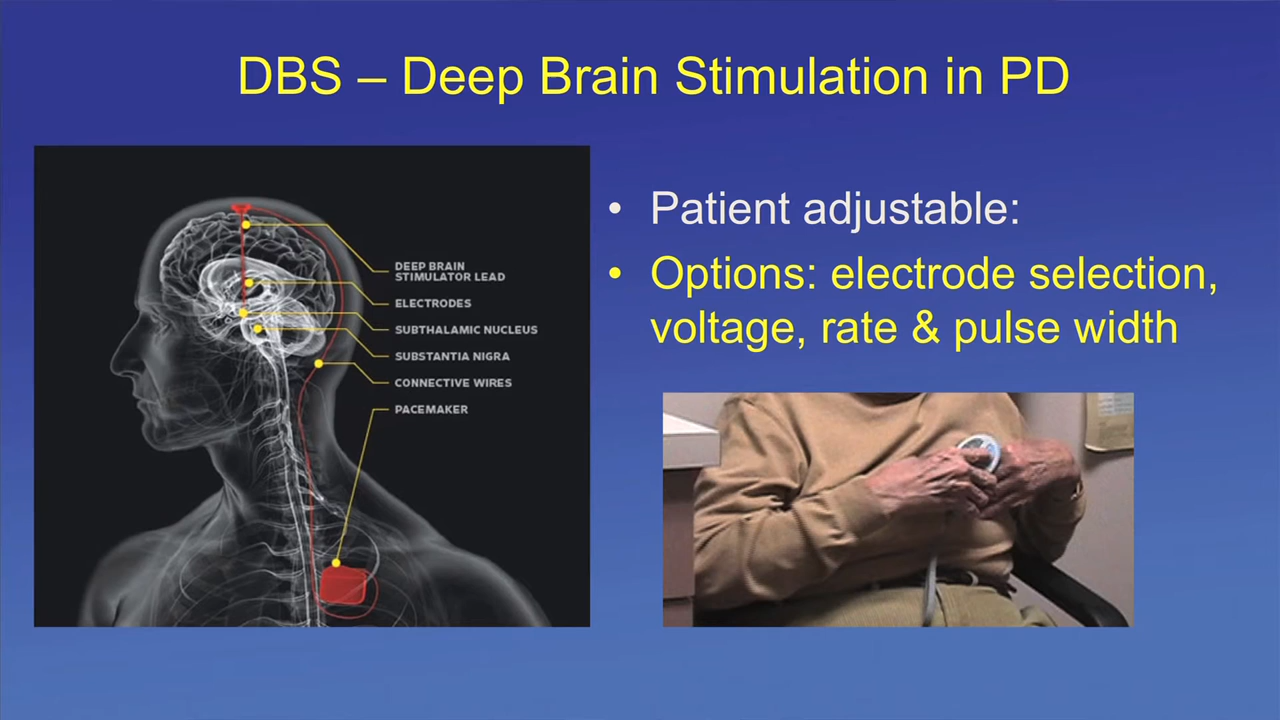 DBS – Deep Brain Stimulation in PD
DEEP BRAIN
STIMULATOR LEAD
ELECTRODES
SUBTHALAMIC NUCLEUS
SUBSTANTIA NIGRA
CONNECTIVE WIRES
PACEMAKER
• Patient adjustable:
• Options: electrode selection,
voltage, rate & pulse width